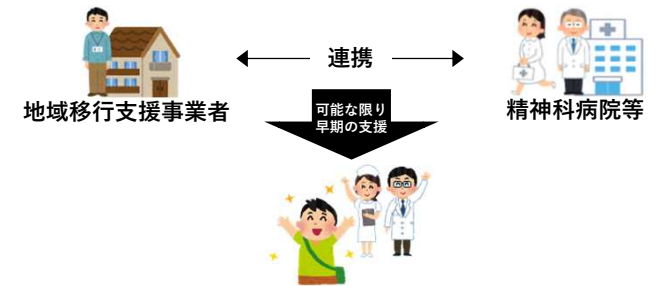 連携
地域移行支援事業者
精神科病院等
可能な限り
早期の支援